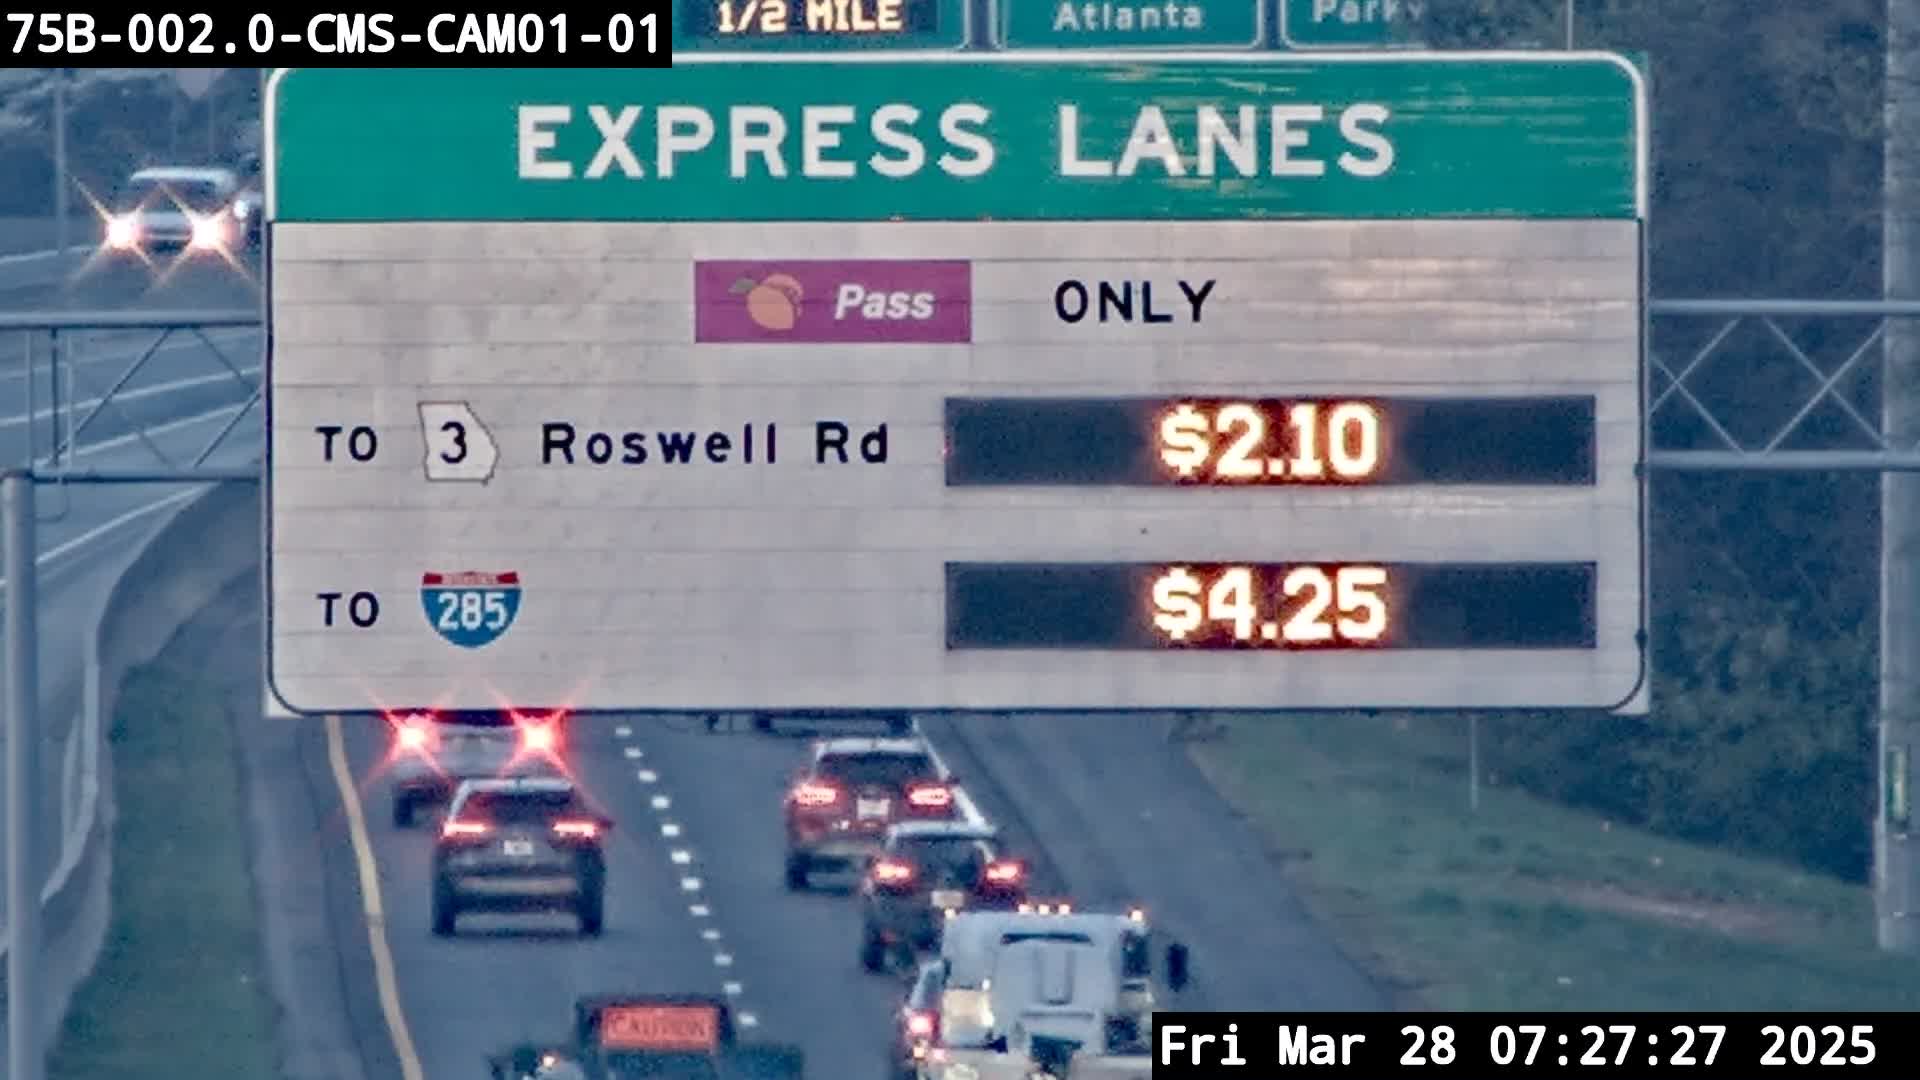 75B-002.0-CMS-CAM01-01
1/2 MILE
Atlanta
EXPRESS LANES
Pass ONLY
TO 3 Roswell Rd $2.10
TO 285 $4.25
CAUTION
Fri Mar 28 07:27:27 2025